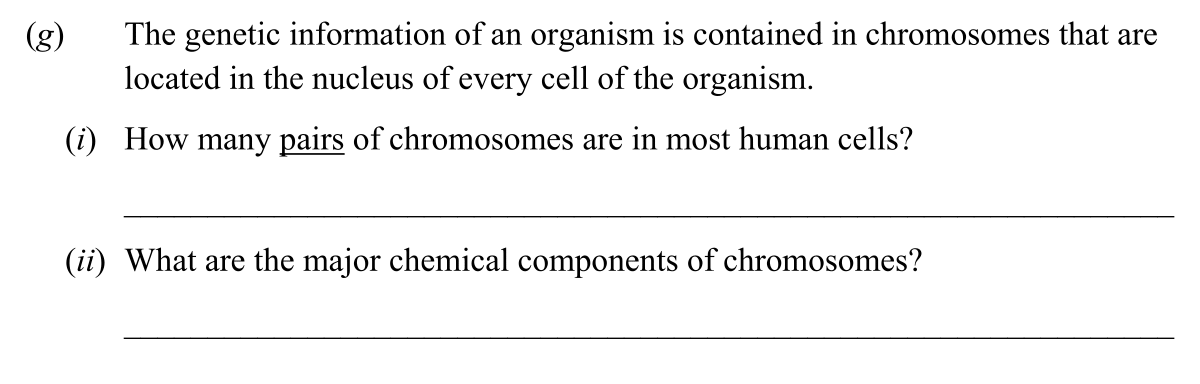 (g) The genetic information of an organism is contained in chromosomes that are
located in the nucleus of every cell of the organism.
(i) How many pairs of chromosomes are in most human cells?
(ii) What are the major chemical components of chromosomes?